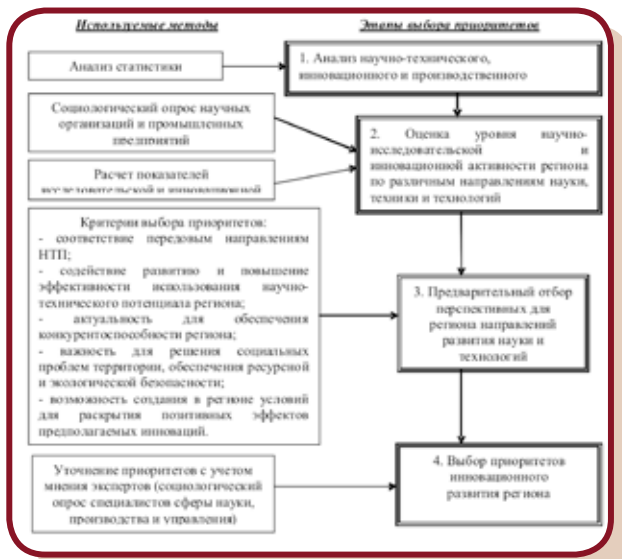 Используемые методы
Этапы выбора приоритетов
Анализ статистики
1. Анализ научно-технического,
инновационного и производственного
Социологический опрос научных
организаций и промышленных
предприятий
2. Оценка уровня научно-
исследовательской и
инновационной активности региона
по различным направлениям науки,
техники и технологий
Расчет показателей
исследовательской и инновационной
Критерии выбора приоритетов:
- соответствие передовым направлениям
НТП;
- содействие развитию и повышение
эффективности использования научно-
технического потенциала региона;
- актуальность для обеспечения
конкурентоспособности региона;
- важность для решения социальных
проблем территории, обеспечения ресурсной
и экологической безопасности;
- возможность создания в регионе условий
для раскрытия позитивных эффектов
предполагаемых инноваций.
3. Предварительный отбор
перспективных для
региона направлений
развития науки и
технологий
Уточнение приоритетов с учетом
мнения экспертов (социологический
опрос специалистов сферы науки,
производства и управления)
4. Выбор приоритетов
инновационного
развития региона